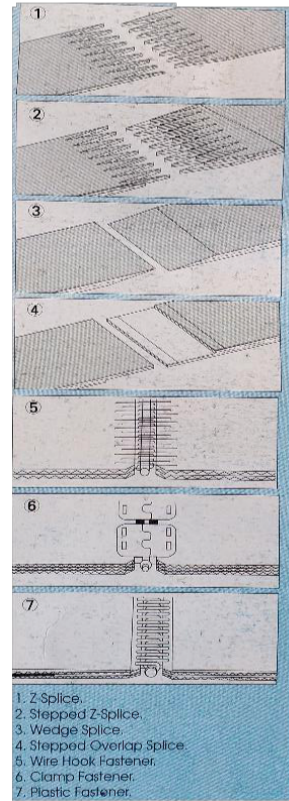 1
2
3
4
5
6
7
1. Z-Splice.
2. Stepped Z-Splice.
3. Wedge Splice.
4. Stepped Overlap Splice.
5. Wire Hook Fastener.
6. Clamp Fastener.
7. Plastic Fastener.